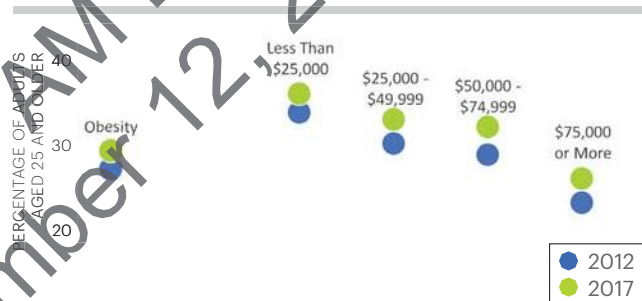 PERCENTAGE OF ADULTS
AGED 25 AND OLDER
40
30
20
Obesity
Less Than
$25,000
$25,000 -
$49,999
$50,000 -
$74,999
$75,000
or More
2012
2017